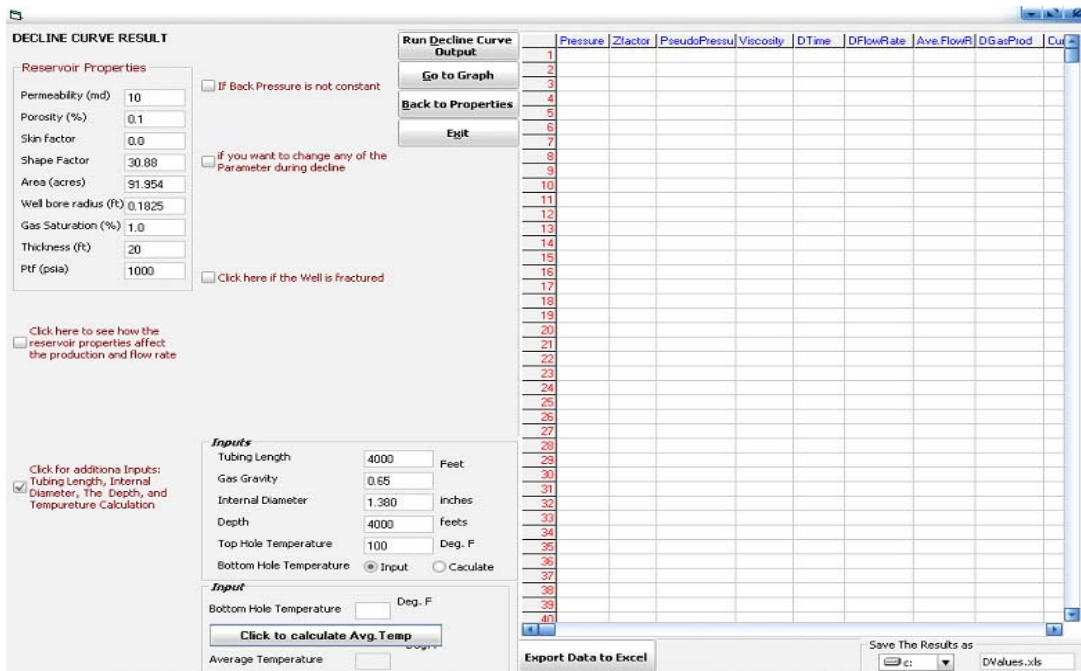 DECLINE CURVE RESULT
Reservoir Properties
Permeability (md) 10
Porosity (%) 0.1
Skin factor 0.0
Shape Factor 30.88
Area (acres) 91.954
Well bore radius (ft) 0.1825
Gas Saturation (%) 1.0
Thickness (ft) 20
Ptf (psia) 1000
If Back Pressure is not constant
if you want to change any of the
Parameter during decline
Click here if the Well is fractured
Run Decline Curve
Output
Go to Graph
Back to Properties
Exit
Click here to see how the
reservoir properties affect
the production and flow rate
Click for additiona Inputs:
Tubing Length, Internal
Diameter, The Depth, and
Tempureture Calculation
Inputs
Tubing Length 4000 Feet
Gas Gravity 0.65
Internal Diameter 1.380 inches
Depth 4000 feets
Top Hole Temperature 100 Deg. F
Bottom Hole Temperature Input Caculate
Input
Bottom Hole Temperature Deg. F
Click to calculate Avg.Temp
Average Temperature
Pressure Zfactor PseudoPressu Viscosity DTime DFlowRate Ave.FlowR DGasProd Cur
1
2
3
4
5
6
7
8
9
10
11
12
13
14
15
16
17
18
19
20
21
22
23
24
25
26
27
28
29
30
31
32
33
34
35
36
37
38
39
40
Export Data to Excel
Save The Results as
c: DValues.xls